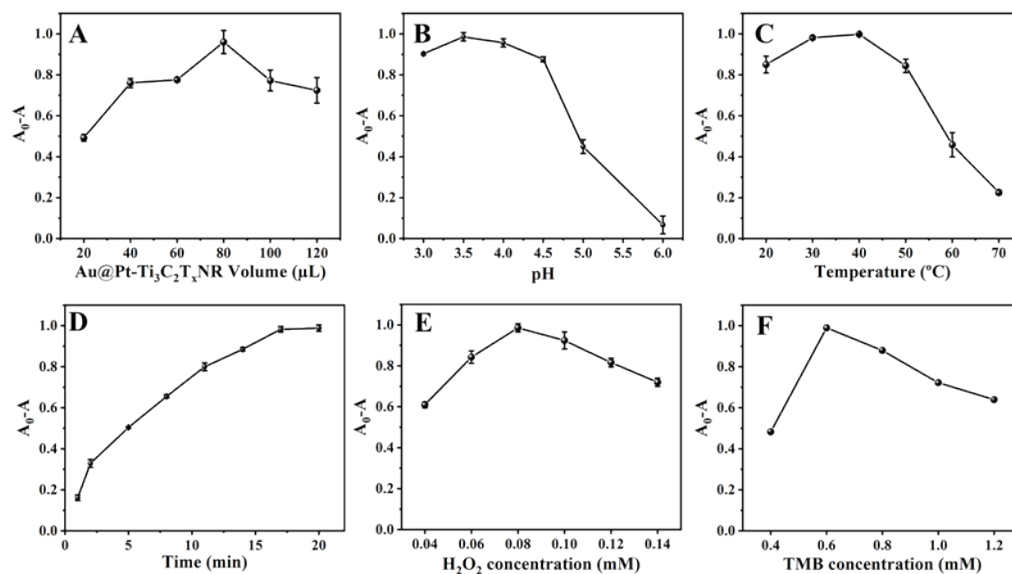 A
A₀-A
1.0
0.8
0.6
0.4
0.2
0.0
20 40 60 80 100 120
Au@Pt-Ti₃C₂TₓNR Volume (µL)
B
A₀-A
1.0
0.8
0.6
0.4
0.2
0.0
3.0 3.5 4.0 4.5 5.0 5.5 6.0
pH
C
A₀-A
1.0
0.8
0.6
0.4
0.2
0.0
20 30 40 50 60 70
Temperature (ºC)
D
A₀-A
1.0
0.8
0.6
0.4
0.2
0.0
0 5 10 15 20
Time (min)
E
A₀-A
1.0
0.8
0.6
0.4
0.2
0.0
0.04 0.06 0.08 0.10 0.12 0.14
H₂O₂ concentration (mM)
F
A₀-A
1.0
0.8
0.6
0.4
0.2
0.0
0.4 0.6 0.8 1.0 1.2
TMB concentration (mM)